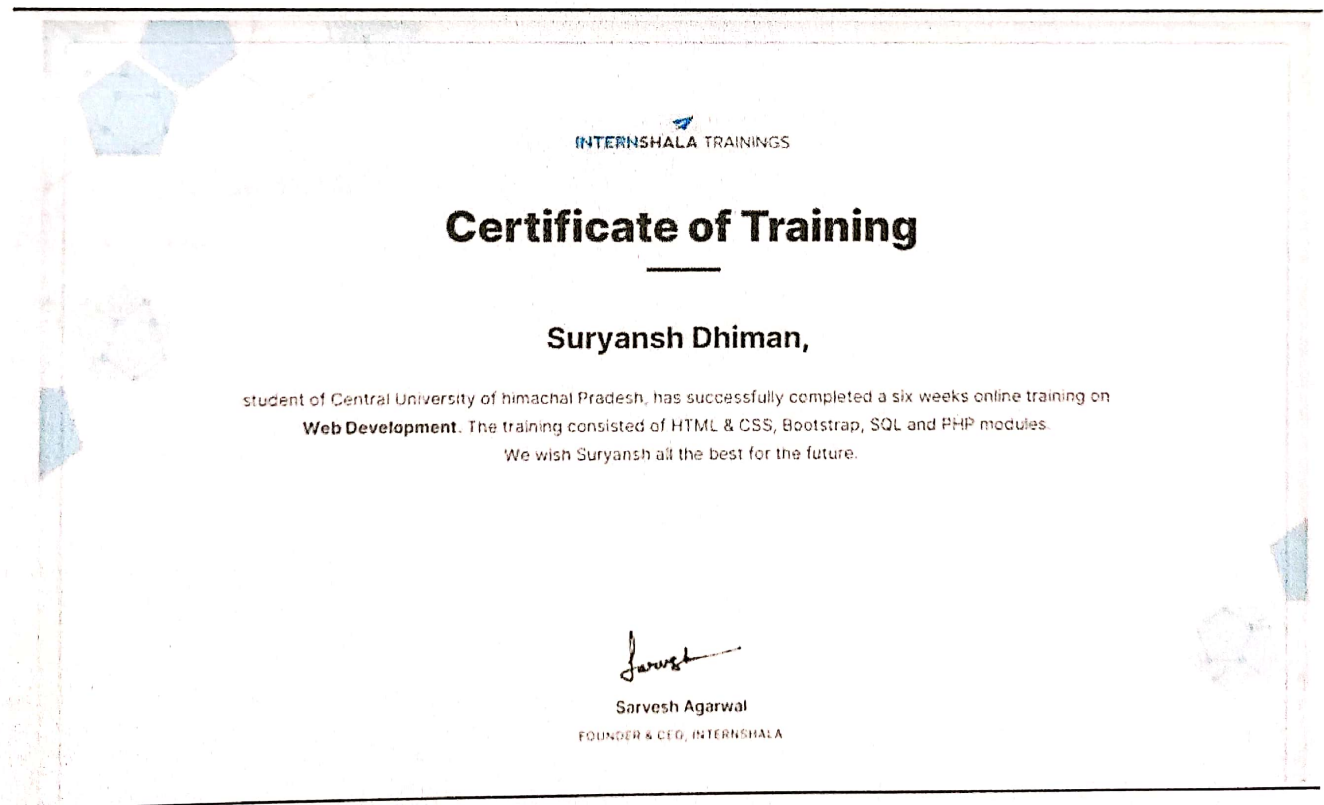 INTERNSHALA TRAININGS
Certificate of Training
Suryansh Dhiman,
student of Central University of himachal Pradesh, has successfully completed a six weeks online training on
Web Development. The training consisted of HTML & CSS, Bootstrap, SQL and PHP modules.
We wish Suryansh all the best for the future.
Sarvesh
Sarvesh Agarwal
FOUNDER & CEO, INTERNSHALA